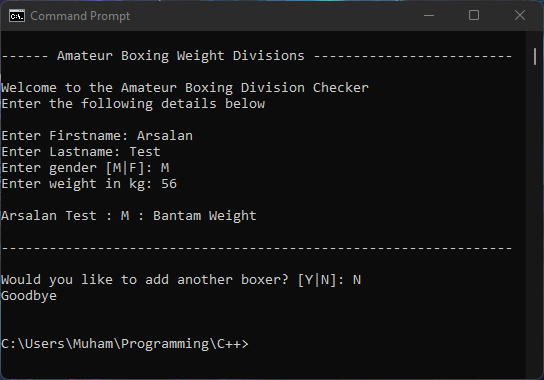 Command Prompt
------ Amateur Boxing Weight Divisions -------------------------
Welcome to the Amateur Boxing Division Checker
Enter the following details below
Enter Firstname: Arsalan
Enter Lastname: Test
Enter gender [M|F]: M
Enter weight in kg: 56
Arsalan Test : M : Bantam Weight
----------------------------------------------------------------
Would you like to add another boxer? [Y|N]: N
Goodbye
C:\Users\Muham\Programming\C++>